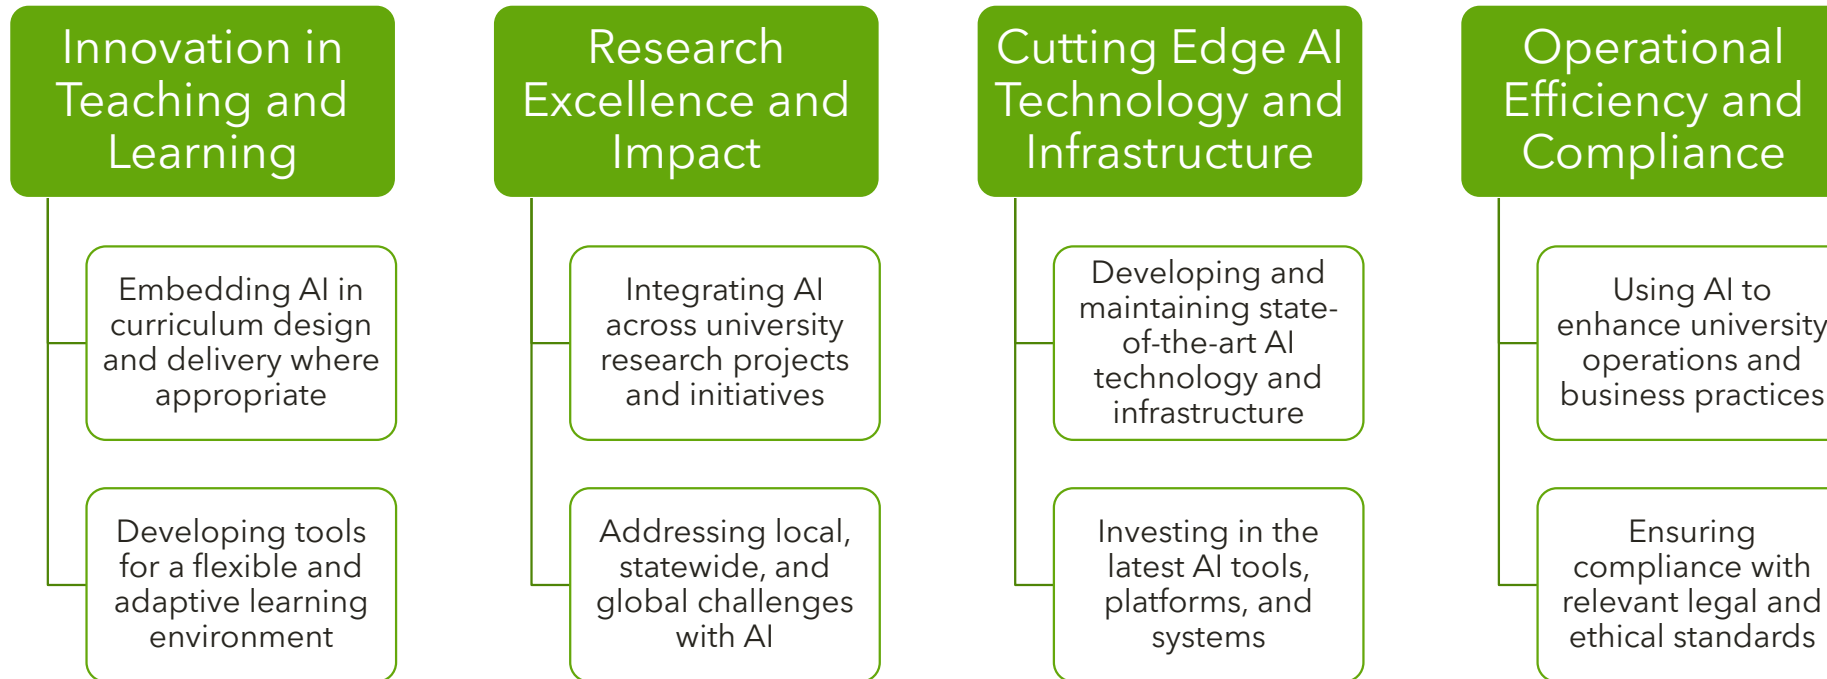 Innovation in
Teaching and
Learning
Embedding AI in
curriculum design
and delivery where
appropriate
Developing tools
for a flexible and
adaptive learning
environment
Research
Excellence and
Impact
Integrating AI
across university
research projects
and initiatives
Addressing local,
statewide, and
global challenges
with AI
Cutting Edge AI
Technology and
Infrastructure
Developing and
maintaining state-
of-the-art AI
technology and
infrastructure
Investing in the
latest AI tools,
platforms, and
systems
Operational
Efficiency and
Compliance
Using AI to
enhance university
operations and
business practices
Ensuring
compliance with
relevant legal and
ethical standards